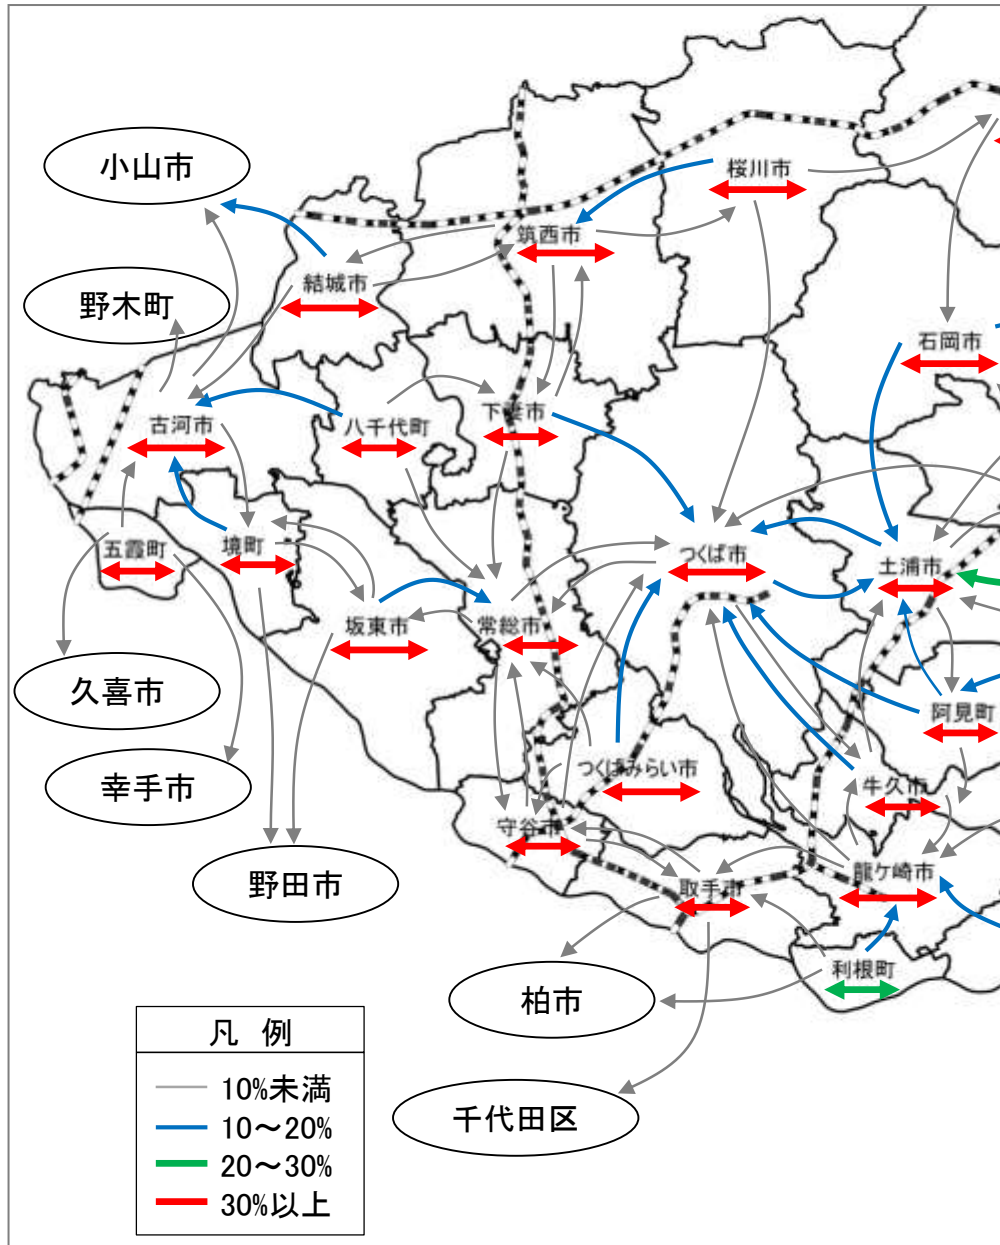 小山市
桜川市
筑西市
結城市
野木町
石岡市
古河市
八千代町
下妻市
五霞町
境町
つくば市
土浦市
坂東市
常総市
久喜市
阿見町
幸手市
つくばみらい市
牛久市
守谷市
野田市
取手市
龍ケ崎市
利根町
柏市
千代田区
凡 例
10%未満
10～20%
20～30%
30%以上